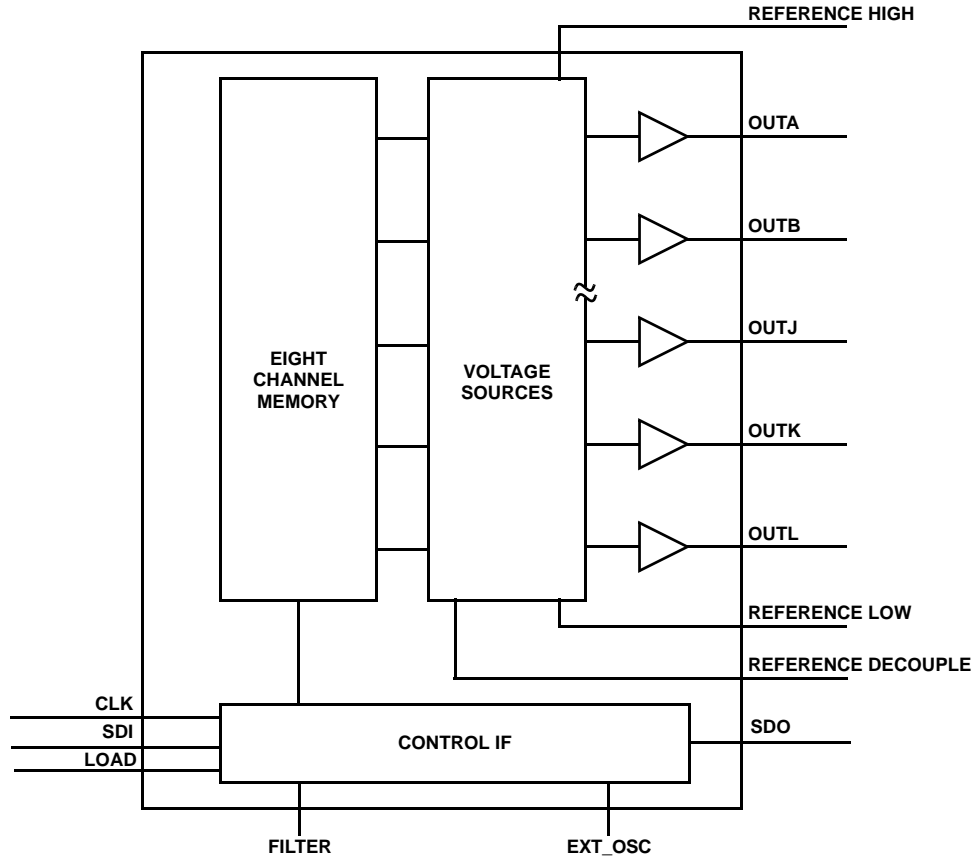 REFERENCE HIGH
OUTA
OUTB
OUTJ
EIGHT
CHANNEL
MEMORY
VOLTAGE
SOURCES
OUTK
OUTL
REFERENCE LOW
REFERENCE DECOUPLE
CLK
SDI
LOAD
CONTROL IF
SDO
FILTER
EXT_OSC